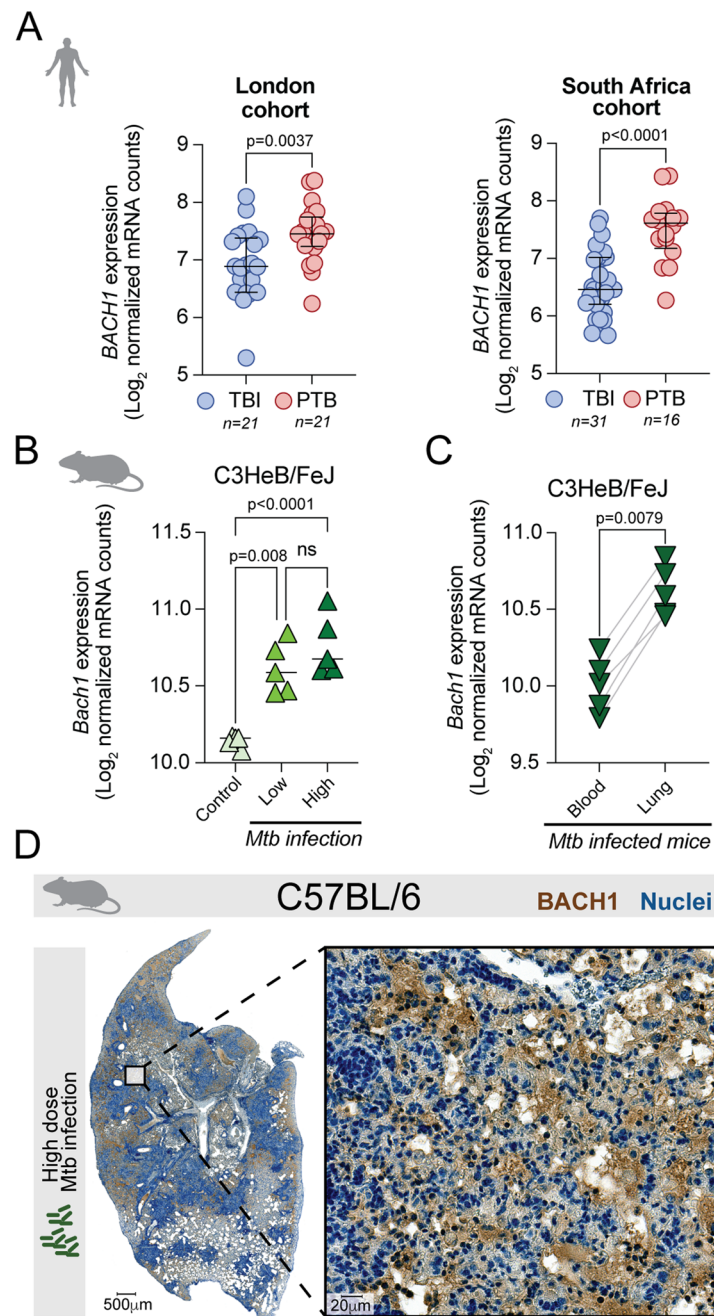 A
London
cohort
p=0.0037
BACH1 expression
(Log2 normalized mRNA counts)
9
8
7
6
5
TBI PTB
n=21 n=21
South Africa
cohort
p<0.0001
BACH1 expression
(Log2 normalized mRNA counts)
9
8
7
6
5
TBI PTB
n=31 n=16
B
C3HeB/FeJ
p<0.0001
p=0.008
ns
Bach1 expression
(Log2 normalized mRNA counts)
11.5
11.0
10.5
10.0
Control Low High
Mtb infection
C
C3HeB/FeJ
p=0.0079
Bach1 expression
(Log2 normalized mRNA counts)
11.0
10.5
10.0
9.5
Blood Lung
Mtb infected mice
D
C57BL/6 BACH1 Nuclei
High dose
Mtb infection
500μm
20μm